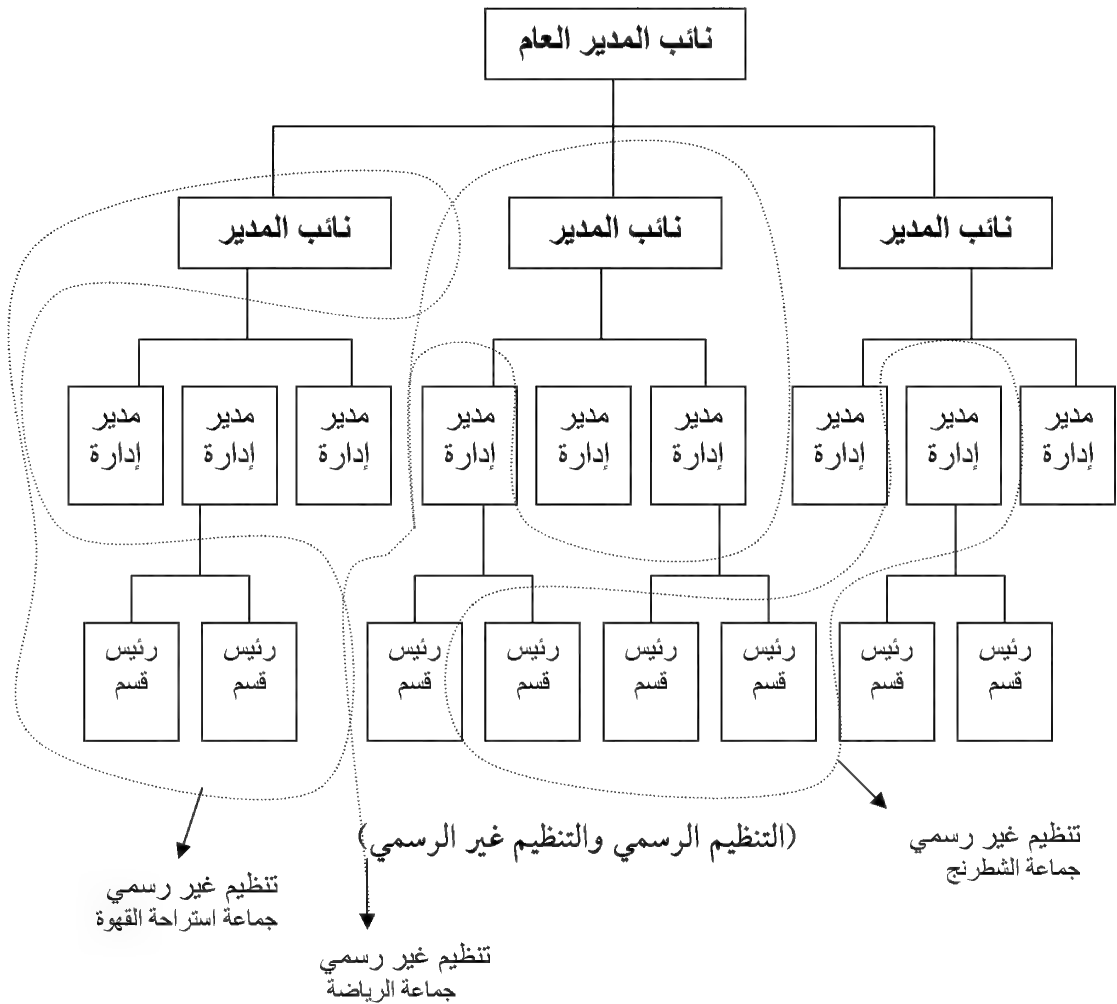 نائب المدير العام
نائب المدير
نائب المدير
نائب المدير
مدير
إدارة
مدير
إدارة
مدير
إدارة
مدير
إدارة
مدير
إدارة
مدير
إدارة
مدير
إدارة
مدير
إدارة
مدير
إدارة
رئيس
قسم
رئيس
قسم
رئيس
قسم
رئيس
قسم
رئيس
قسم
رئيس
قسم
رئيس
قسم
رئيس
قسم
تنظيم غير رسمي
جماعة الشطرنج
(التنظيم الرسمي والتنظيم غير الرسمي)
تنظيم غير رسمي
جماعة استراحة القهوة
تنظيم غير رسمي
جماعة الرياضة